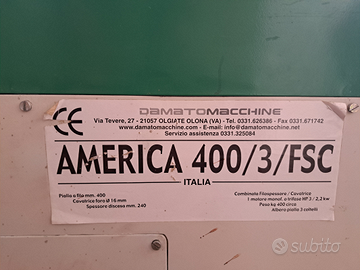 DAMATOMACCHINE
Via Tevere, 27 - 21057 OLGIATE OLONA (VA) - Tel. 0331.626386 - Fax 0331.671742
www.damatomacchine.com - E-mail: info@damatomacchine.net
Servizio assistenza 0331.325084
CE
AMERICA 400/3/FSC
ITALIA
Pialla a filo mm. 400
Cavatrice foro Ø 16 mm
Spessore discesa mm. 240
Combinata Filospessore / Cavatrice
1 motore monof. o trifase HP 3 / 2,2 kw
Peso kg 400 circa
Albero pialla 3 coltelli
subito